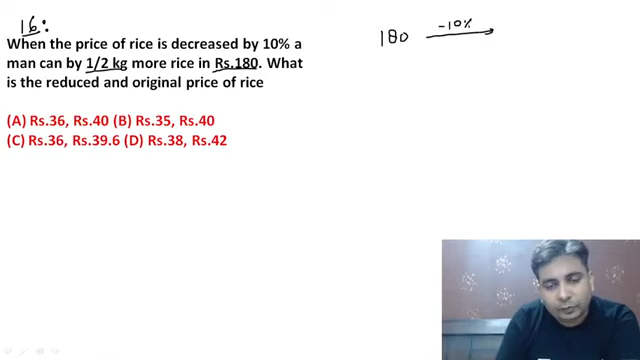 16:
180 -10%
When the price of rice is decreased by 10% a
man can by 1/2 kg more rice in Rs.180. What
is the reduced and original price of rice
(A) Rs.36, Rs.40 (B) Rs.35, Rs.40
(C) Rs.36, Rs.39.6 (D) Rs.38, Rs.42